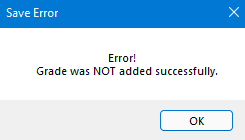 Save Error
Error!
Grade was NOT added successfully.
OK